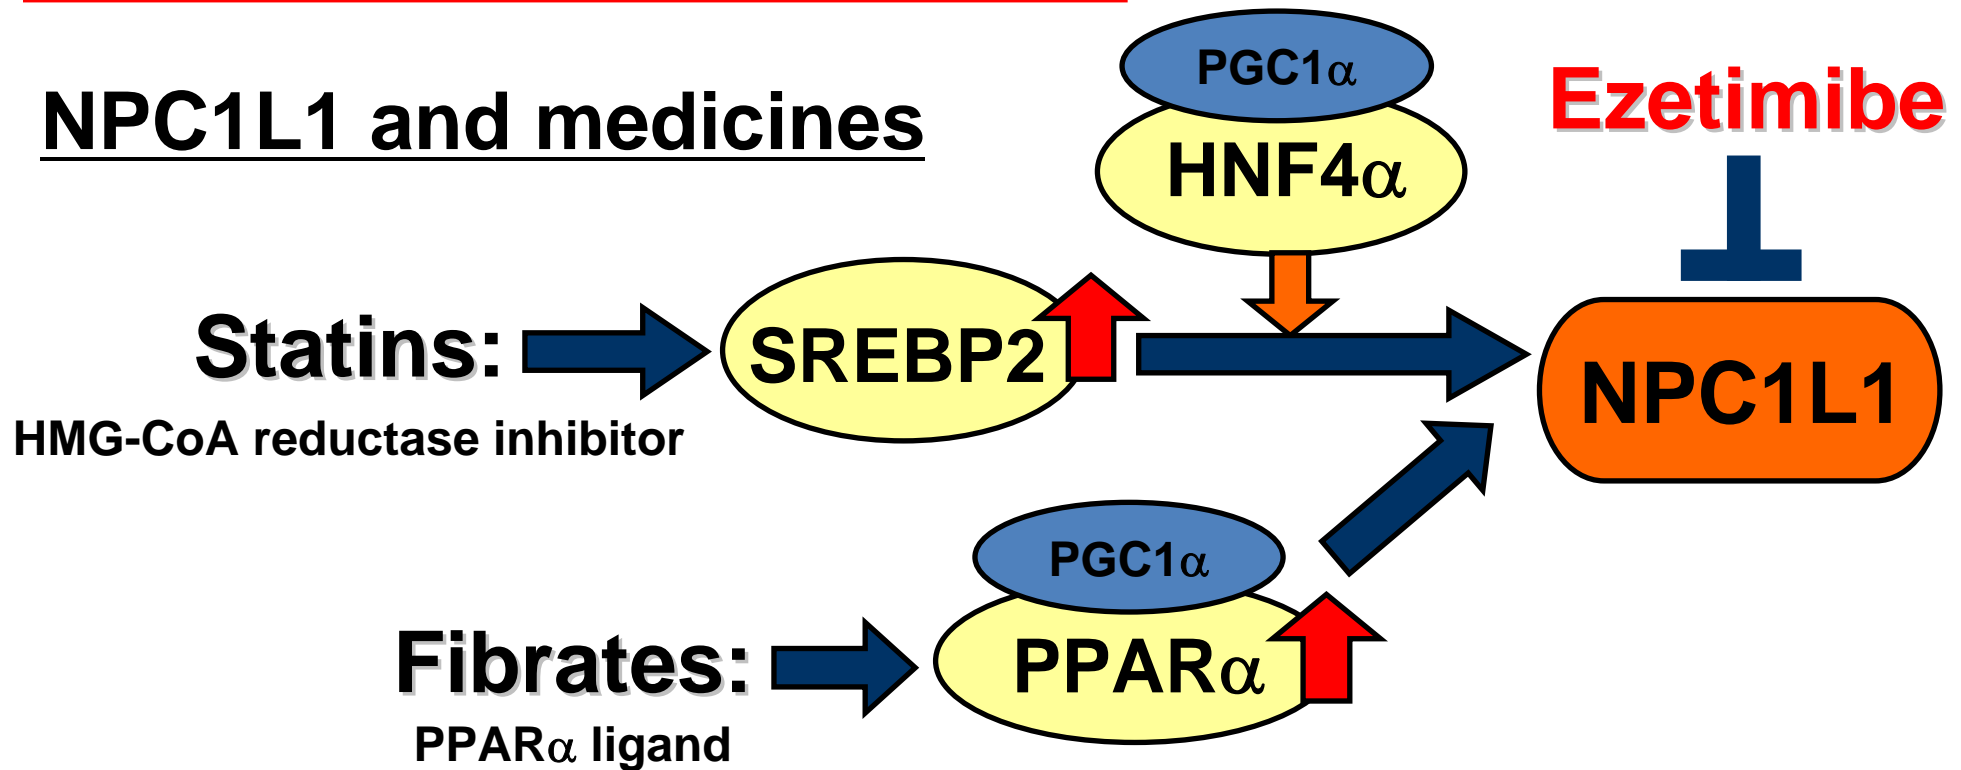 NPC1L1 and medicines
PGC1α
HNF4α
Ezetimibe
Statins:
HMG-CoA reductase inhibitor
SREBP2
NPC1L1
PGC1α
PPARα
Fibrates:
PPARα ligand